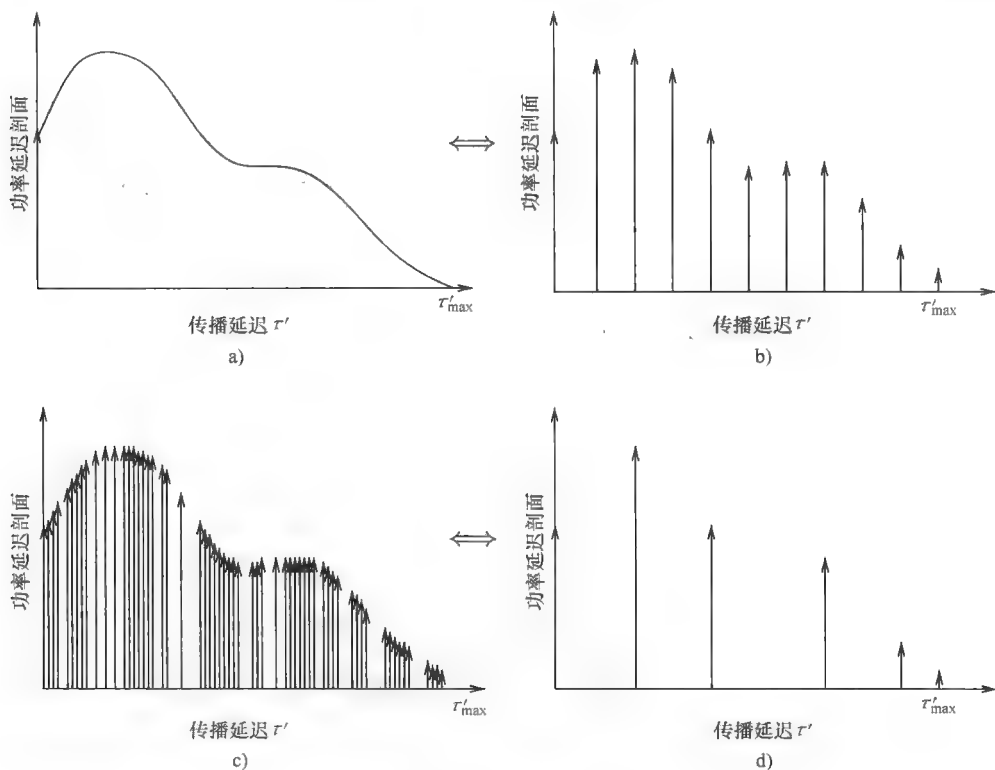 功率延迟剖面
τ'max
传播延迟 τ'
a)
功率延迟剖面
τ'max
传播延迟 τ'
b)
功率延迟剖面
τ'max
传播延迟 τ'
c)
功率延迟剖面
τ'max
传播延迟 τ'
d)